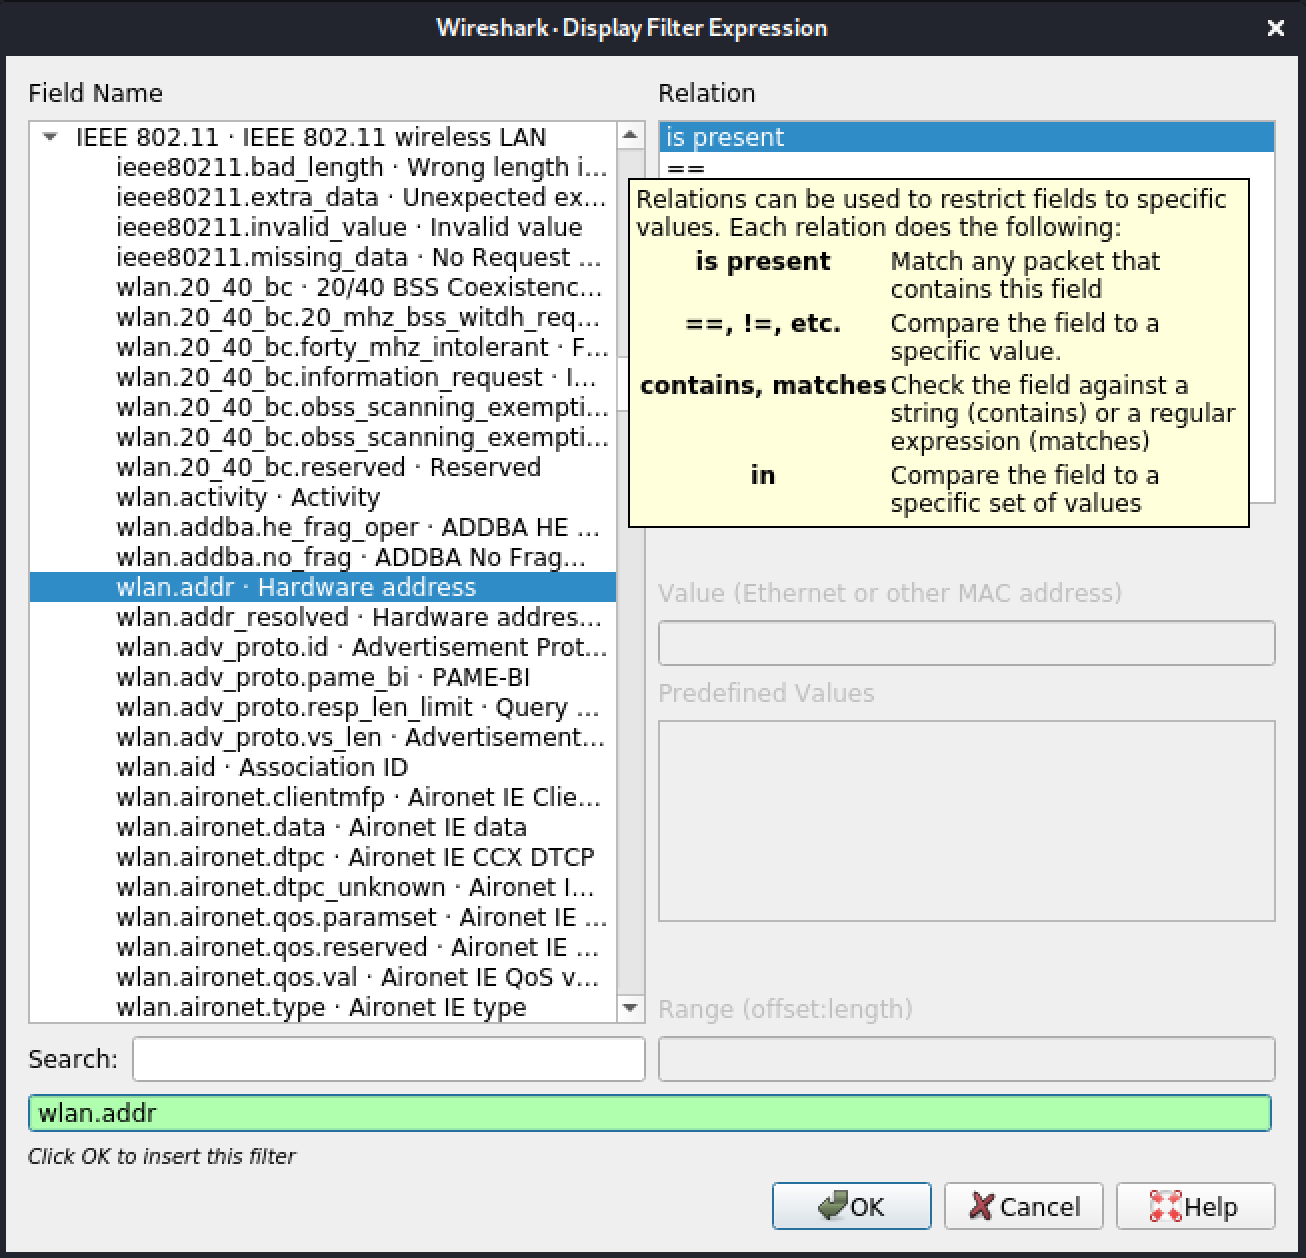 Wireshark · Display Filter Expression
Field Name
IEEE 802.11 · IEEE 802.11 wireless LAN
ieee80211.bad_length · Wrong length i...
ieee80211.extra_data · Unexpected ex...
ieee80211.invalid_value · Invalid value
ieee80211.missing_data · No Request ...
wlan.20_40_bc · 20/40 BSS Coexistenc...
wlan.20_40_bc.20_mhz_bss_witdh_req...
wlan.20_40_bc.forty_mhz_intolerant · F...
wlan.20_40_bc.information_request · I...
wlan.20_40_bc.obss_scanning_exempti...
wlan.20_40_bc.obss_scanning_exempti...
wlan.20_40_bc.reserved · Reserved
wlan.activity · Activity
wlan.addba.he_frag_oper · ADDBA HE ...
wlan.addba.no_frag · ADDBA No Frag...
wlan.addr · Hardware address
wlan.addr_resolved · Hardware addres...
wlan.adv_proto.id · Advertisement Prot...
wlan.adv_proto.pame_bi · PAME-BI
wlan.adv_proto.resp_len_limit · Query ...
wlan.adv_proto.vs_len · Advertisement...
wlan.aid · Association ID
wlan.aironet.clientmfp · Aironet IE Clie...
wlan.aironet.data · Aironet IE data
wlan.aironet.dtpc · Aironet IE CCX DTCP
wlan.aironet.dtpc_unknown · Aironet I...
wlan.aironet.qos.paramset · Aironet IE ...
wlan.aironet.qos.reserved · Aironet IE ...
wlan.aironet.qos.val · Aironet IE QoS v...
wlan.aironet.type · Aironet IE type
Search:
Relation
is present
==
Relations can be used to restrict fields to specific
values. Each relation does the following:
is present Match any packet that
contains this field
==, !=, etc. Compare the field to a
specific value.
contains, matches Check the field against a
string (contains) or a regular
expression (matches)
in Compare the field to a
specific set of values
Value (Ethernet or other MAC address)
Predefined Values
Range (offset:length)
wlan.addr
Click OK to insert this filter
OK Cancel Help